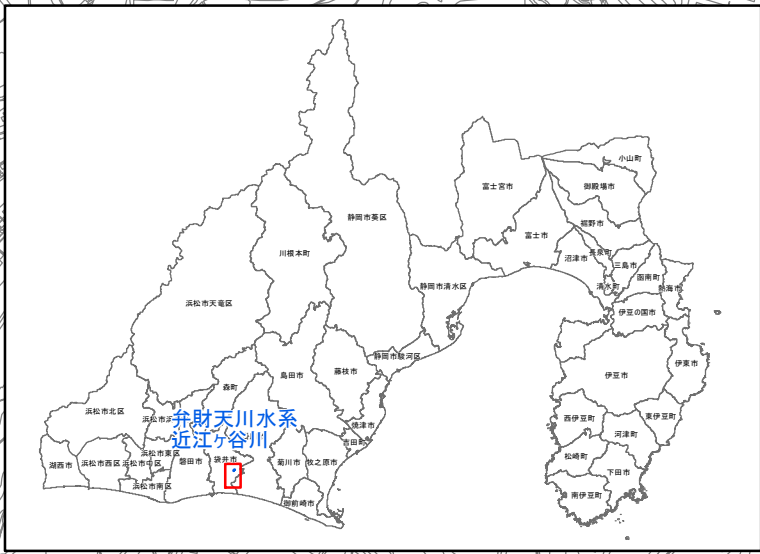 小山町
御殿場市
富士宮市
裾野市
静岡市葵区
富士市
長泉町
川根本町
沼津市
三島市
函南町
静岡市清水区
清水町
熱海市
浜松市天竜区
伊豆の国市
静岡市駿河区
伊東市
島田市
藤枝市
伊豆市
森町
浜松市北区
西伊豆町
東伊豆町
弁財天川水系
焼津市
河津町
近江ヶ谷川
吉田町
浜松市東区
松崎町
湖西市
浜松市西区
浜松市中区
磐田市
袋井市
菊川市
牧之原市
下田市
浜松市南区
御前崎市
南伊豆町